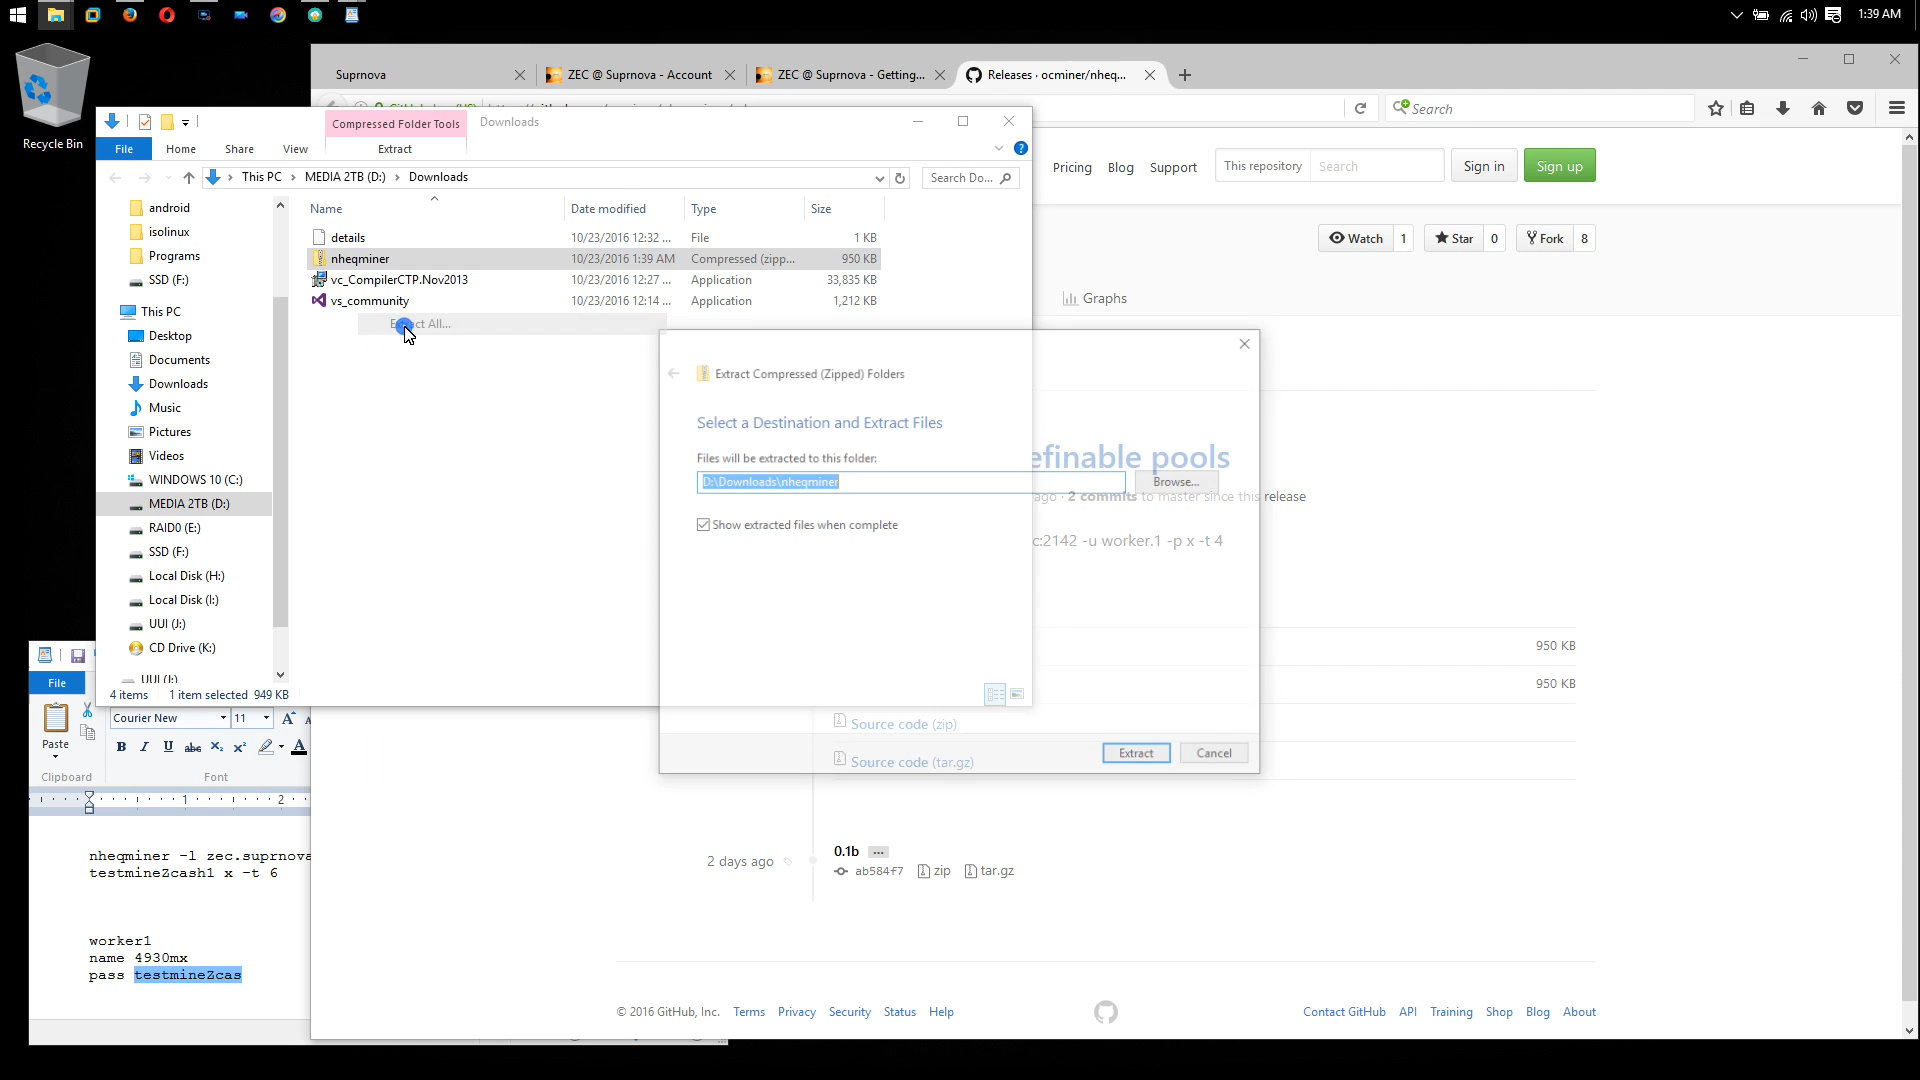 1:39 AM
Recycle Bin
Suprnova
ZEC @ Suprnova - Account
ZEC @ Suprnova - Getting...
Releases · ocminer/nheq...
Search
Compressed Folder Tools
Downloads
File
Home
Share
View
Extract
This PC
MEDIA 2TB (D:)
Downloads
Search Do...
Pricing
Blog
Support
This repository
Search
Sign in
Sign up
Watch
1
Star
0
Fork
8
Graphs
Name
Date modified
Type
Size
details
10/23/2016 12:32 ...
File
1 KB
nheqminer
10/23/2016 1:39 AM
Compressed (zipp...
950 KB
vc_CompilerCTP.Nov2013
10/23/2016 12:27 ...
Application
33,835 KB
vs_community
10/23/2016 12:14 ...
Application
1,212 KB
android
isolinux
Programs
SSD (F:)
This PC
Desktop
Documents
Downloads
Music
Pictures
Videos
WINDOWS 10 (C:)
MEDIA 2TB (D:)
RAID0 (E:)
SSD (F:)
Local Disk (H:)
Local Disk (I:)
UUI (J:)
CD Drive (K:)
UUI (J:)
4 items
1 item selected 949 KB
Extract All...
Extract Compressed (Zipped) Folders
Select a Destination and Extract Files
Files will be extracted to this folder:
D:\Downloads\nheqminer
Browse...
Show extracted files when complete
Extract
Cancel
efinable pools
ago · 2 commits to master since this release
c:2142 -u worker.1 -p x -t 4
950 KB
950 KB
Source code (zip)
Source code (tar.gz)
2 days ago
0.1b
...
ab584f7
zip
tar.gz
File
Paste
Clipboard
Courier New
11
Font
1
2
nheqminer -l zec.suprnova
testmineZcash1 x -t 6
worker1
name 4930mx
pass testmineZcas
© 2016 GitHub, Inc.
Terms
Privacy
Security
Status
Help
Contact GitHub
API
Training
Shop
Blog
About